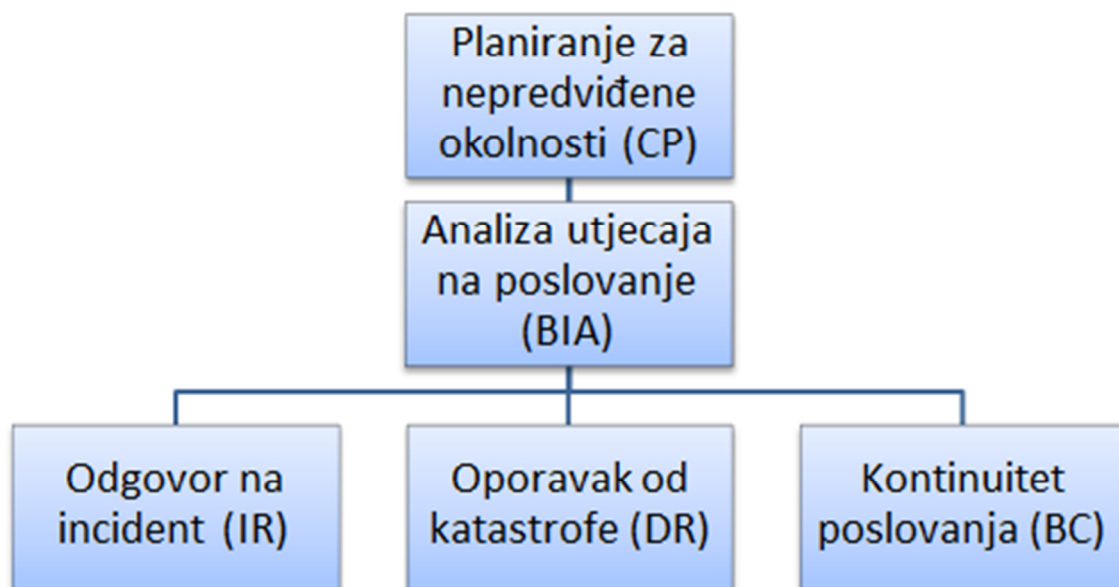 Planiranje za
nepredviđene
okolnosti (CP)
Analiza utjecaja
na poslovanje
(BIA)
Odgovor na
incident (IR)
Oporavak od
katastrofe (DR)
Kontinuitet
poslovanja (BC)